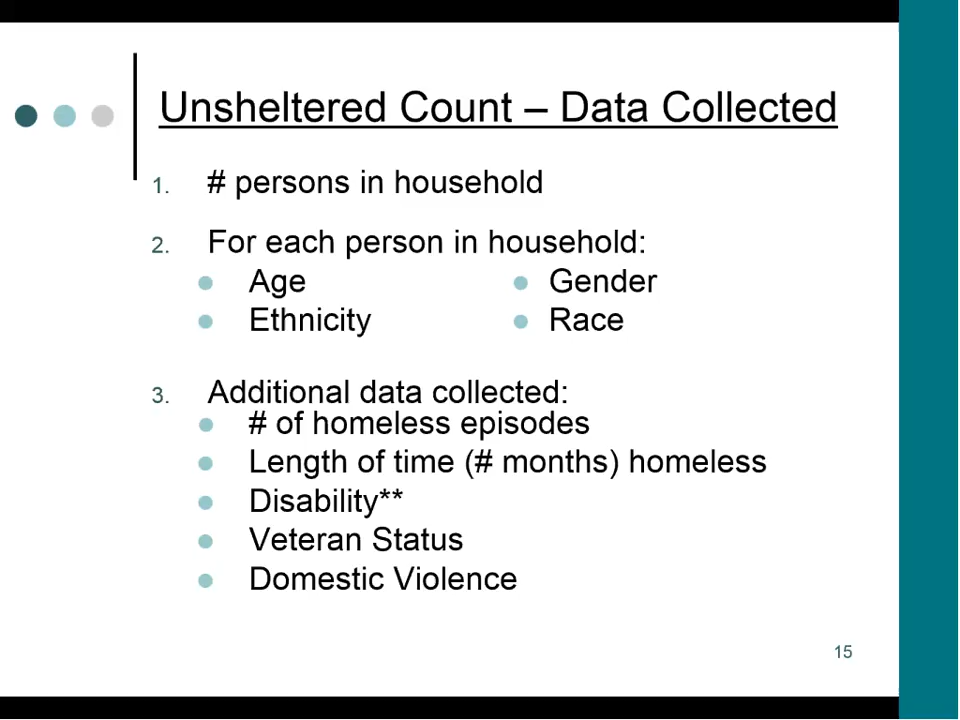 Unsheltered Count – Data Collected
1. # persons in household
2. For each person in household:
Age
Gender
Ethnicity
Race
3. Additional data collected:
# of homeless episodes
Length of time (# months) homeless
Disability**
Veteran Status
Domestic Violence
15